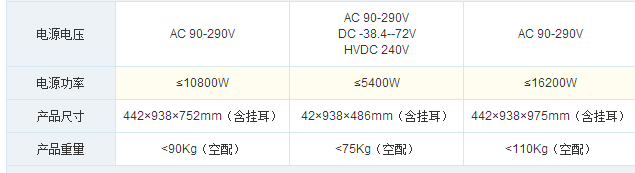 AC 90-290V
电源电压 AC 90-290V DC -38.4--72V AC 90-290V
HVDC 240V
电源功率 ≤10800W ≤5400W ≤16200W
产品尺寸 442×938×752mm（含挂耳） 42×938×486mm（含挂耳） 442×938×975mm（含挂耳）
产品重量 <90Kg（空配） <75Kg（空配） <110Kg（空配）